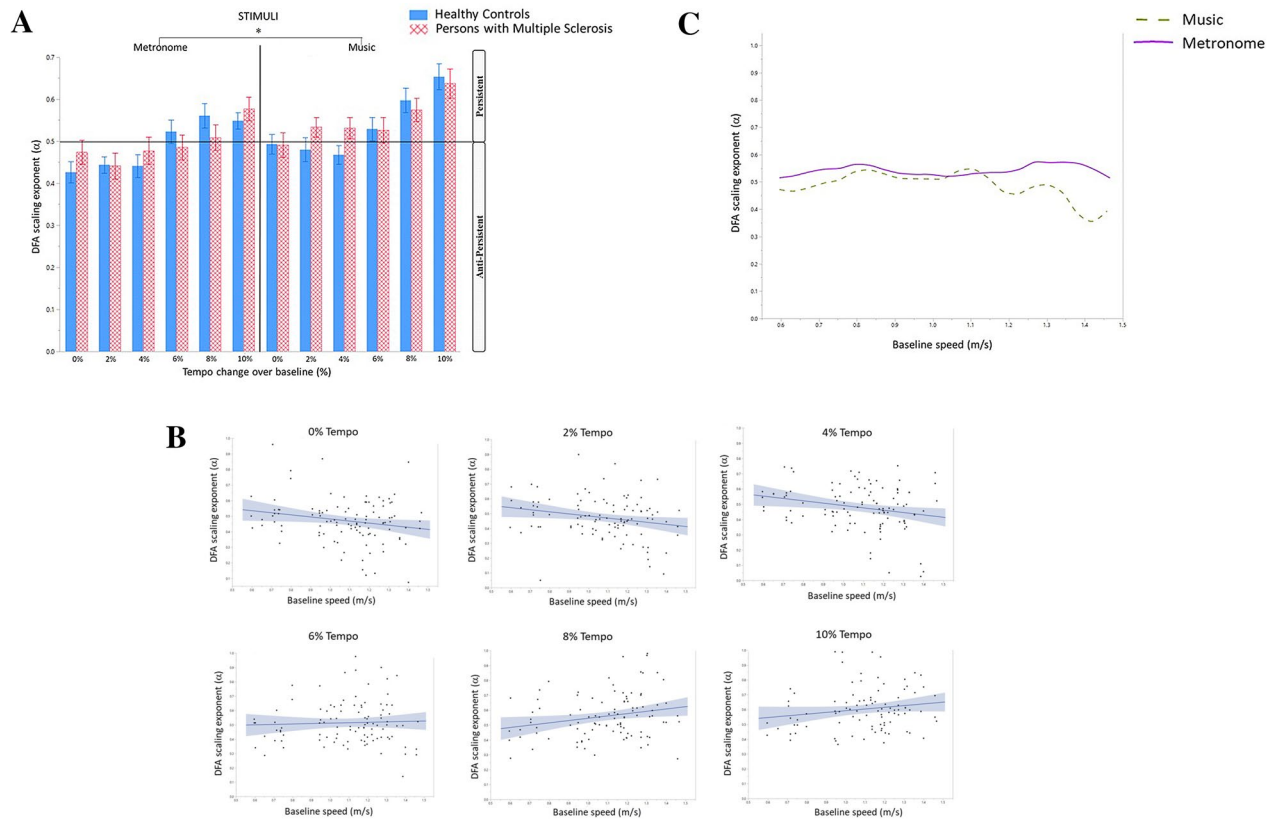 A
STIMULI
*
Metronome
Music
Healthy Controls
Persons with Multiple Sclerosis
DFA scaling exponent (α)
0.7
0.6
0.5
0.4
0.3
0.2
0.1
0.0
Persistent
Anti-Persistent
0% 2% 4% 6% 8% 10% 0% 2% 4% 6% 8% 10%
Tempo change over baseline (%)
C
Music
Metronome
DFA scaling exponent (α)
1.0
0.9
0.8
0.7
0.6
0.5
0.4
0.3
0.2
0.1
0.0
0.6 0.7 0.8 0.9 1.0 1.1 1.2 1.3 1.4 1.5
Baseline speed (m/s)
B
0% Tempo
DFA scaling exponent (α)
Baseline speed (m/s)
2% Tempo
DFA scaling exponent (α)
Baseline speed (m/s)
4% Tempo
DFA scaling exponent (α)
Baseline speed (m/s)
6% Tempo
DFA scaling exponent (α)
Baseline speed (m/s)
8% Tempo
DFA scaling exponent (α)
Baseline speed (m/s)
10% Tempo
DFA scaling exponent (α)
Baseline speed (m/s)